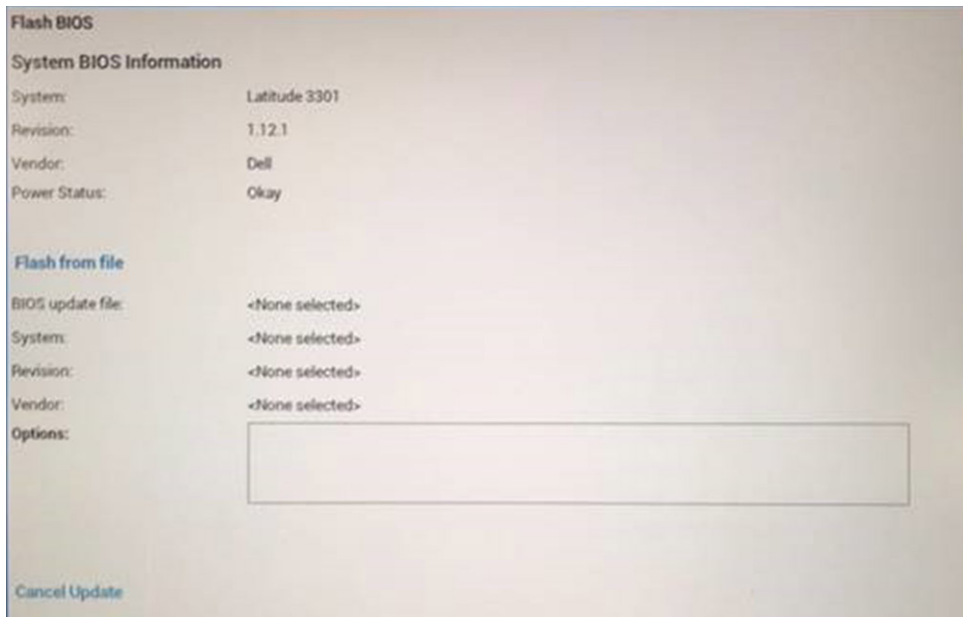 Flash BIOS
System BIOS Information
System: Latitude 3301
Revision: 1.12.1
Vendor: Dell
Power Status: Okay
Flash from file
BIOS update file: <None selected>
System: <None selected>
Revision: <None selected>
Vendor: <None selected>
Options:
Cancel Update